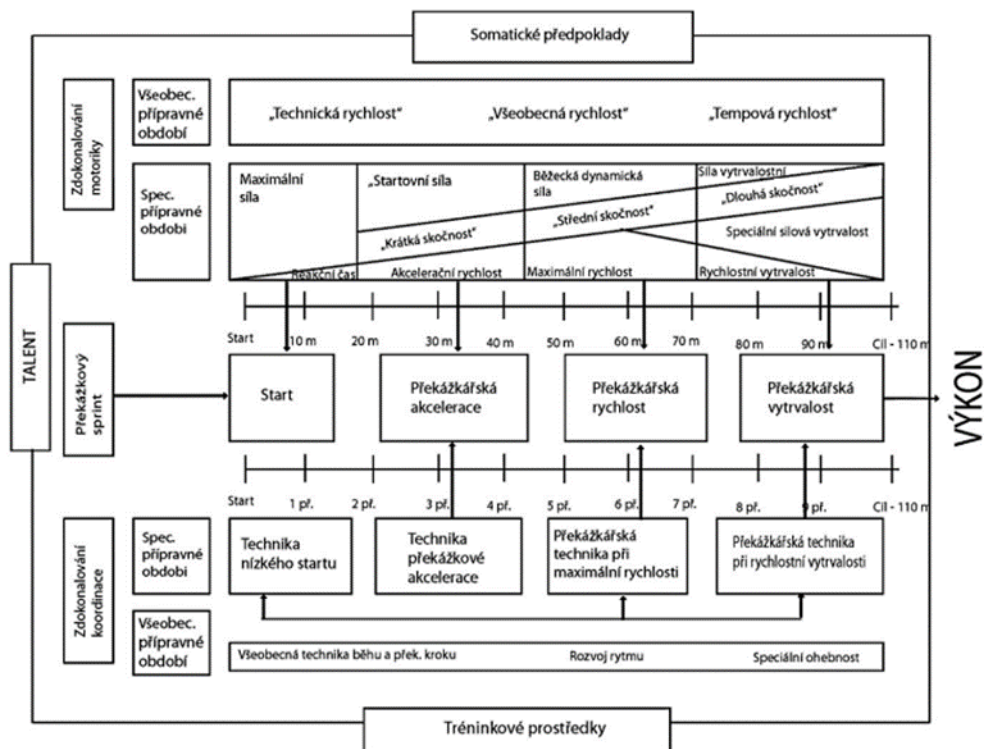 Somatické předpoklady
Zdokonalování
motoriky
Všeobec.
přípravné
období
„Technická rychlost“
„Všeobecná rychlost“
„Tempová rychlost“
Spec.
přípravné
období
Maximální
síla
„Startovní síla
Běžecká dynamická
síla
Síla vytrvalostní
„Krátká skočnost“
„Střední skočnost“
„Dlouhá skočnost“
Speciální silová vytrvalost
Reakční čas
Akcelerační rychlost
Maximální rychlost
Rychlostní vytrvalost
TALENT
Start
10 m
20 m
30 m
40 m
50 m
60 m
70 m
80 m
90 m
Cíl - 110 m
Překážkový
sprint
Start
Překážkářská
akcelerace
Překážkářská
rychlost
Překážkářská
vytrvalost
VÝKON
Start
1 př.
2 př.
3 př.
4 př.
5 př.
6 př.
7 př.
8 př.
9 př.
Cíl - 110 m
Zdokonalování
koordinace
Spec.
přípravné
období
Technika
nízkého startu
Technika
překážkové
akcelerace
Překážkářská
technika při
maximální rychlosti
Překážkářská technika
při rychlostní vytrvalosti
Všeobec.
přípravné
období
Všeobecná technika běhu a přek. kroku
Rozvoj rytmu
Speciální ohebnost
Tréninkové prostředky